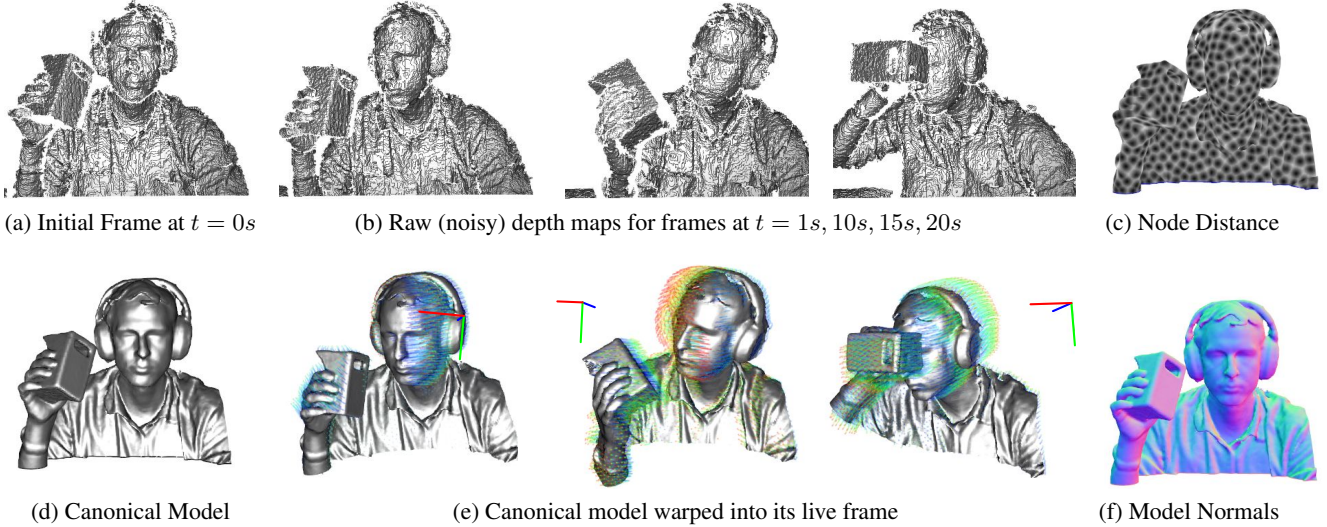 (a) Initial Frame at t = 0s
(b) Raw (noisy) depth maps for frames at t = 1s, 10s, 15s, 20s
(c) Node Distance
(d) Canonical Model
(e) Canonical model warped into its live frame
(f) Model Normals